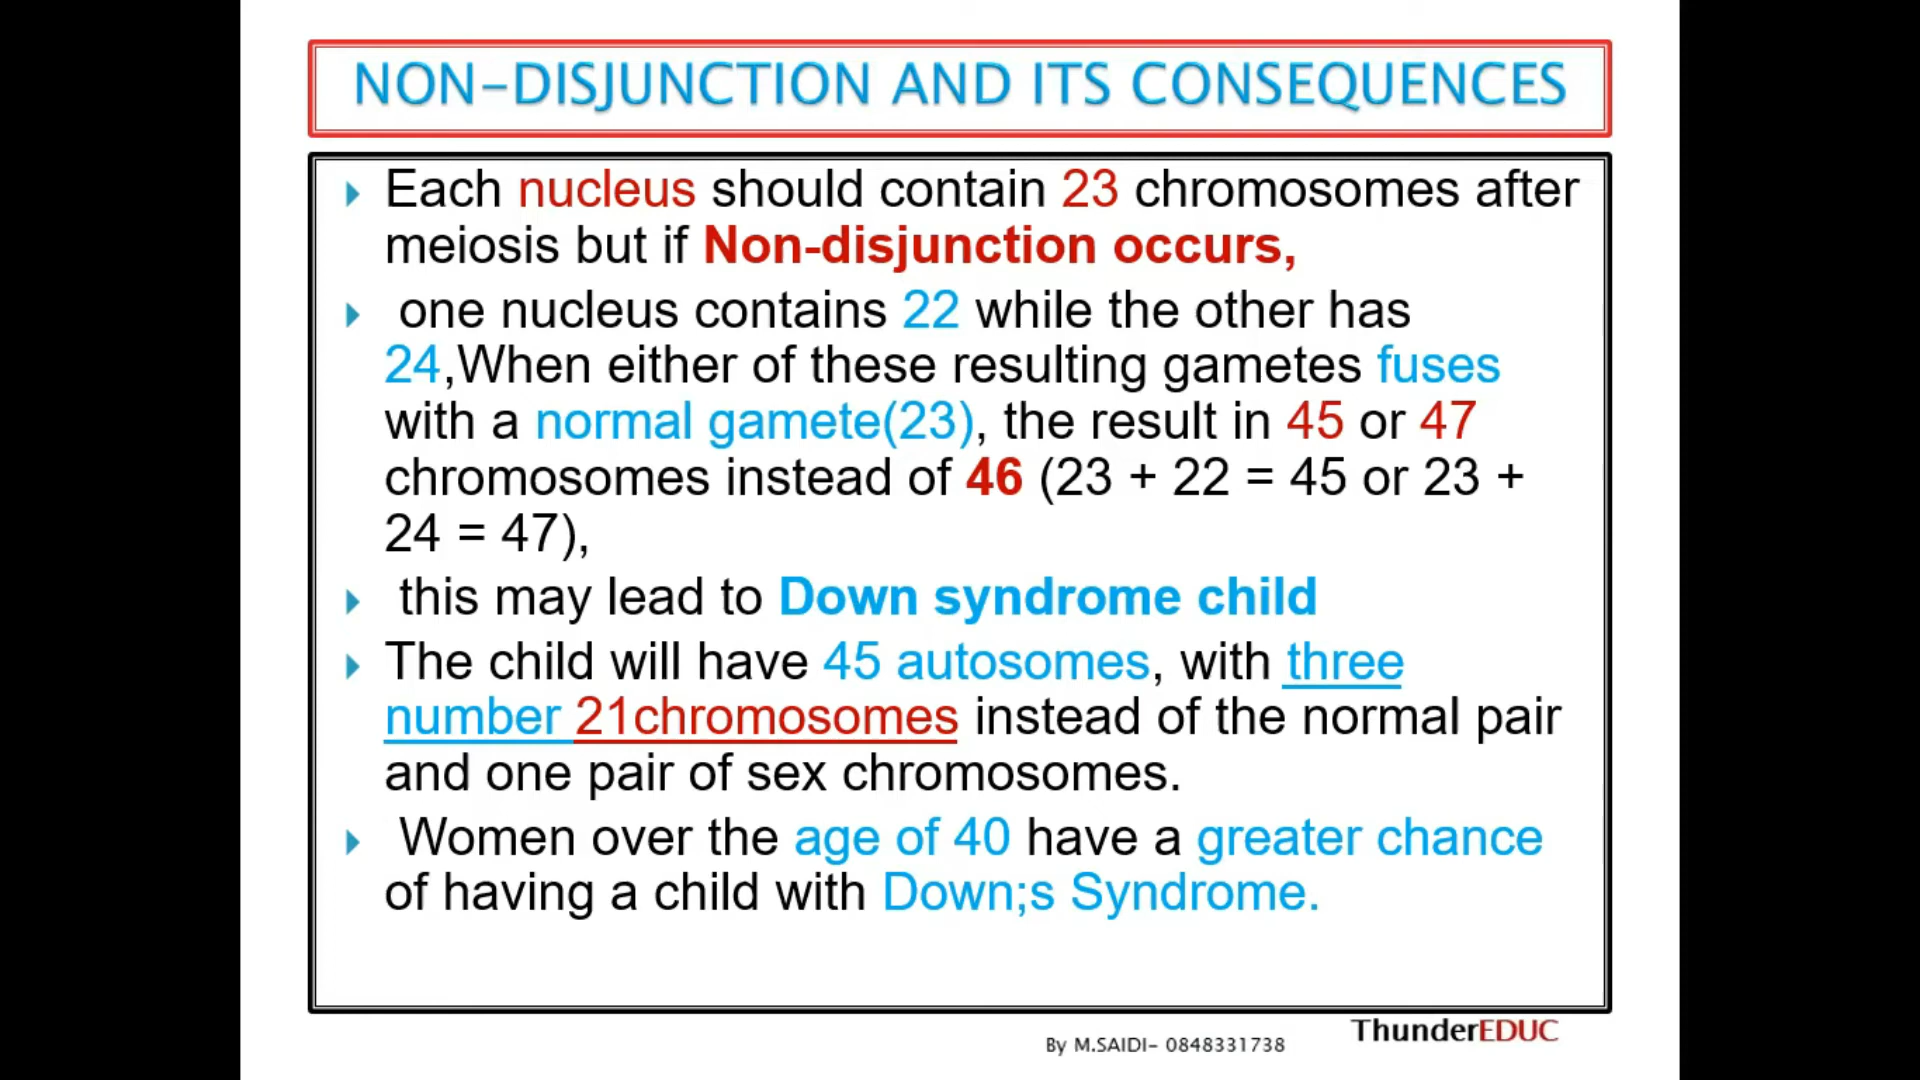 NON-DISJUNCTION AND ITS CONSEQUENCES
Each nucleus should contain 23 chromosomes after
meiosis but if Non-disjunction occurs,
one nucleus contains 22 while the other has
24,When either of these resulting gametes fuses
with a normal gamete(23), the result in 45 or 47
chromosomes instead of 46 (23 + 22 = 45 or 23 +
24 = 47),
this may lead to Down syndrome child
The child will have 45 autosomes, with three
number 21chromosomes instead of the normal pair
and one pair of sex chromosomes.
Women over the age of 40 have a greater chance
of having a child with Down;s Syndrome.
By M.SAIDI- 0848331738
ThunderEDUC